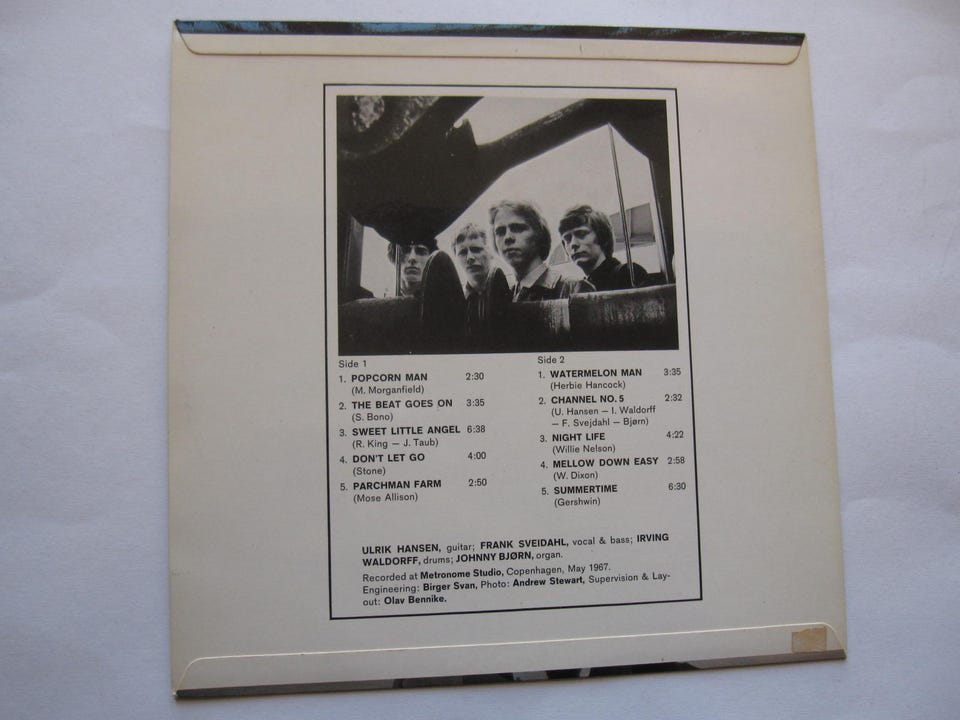 Side 1
1. POPCORN MAN 2:30
(M. Morganfield)
2. THE BEAT GOES ON 3:35
(S. Bono)
3. SWEET LITTLE ANGEL 6:38
(R. King — J. Taub)
4. DON'T LET GO 4:00
(Stone)
5. PARCHMAN FARM 2:50
(Mose Allison)
Side 2
1. WATERMELON MAN 3:35
(Herbie Hancock)
2. CHANNEL NO. 5 2:32
(U. Hansen — I. Waldorff
— F. Svejdahl — Bjørn)
3. NIGHT LIFE 4:22
(Willie Nelson)
4. MELLOW DOWN EASY 2:58
(W. Dixon)
5. SUMMERTIME 6:30
(Gershwin)
ULRIK HANSEN, guitar; FRANK SVEIDAHL, vocal & bass; IRVING
WALDORFF, drums; JOHNNY BJØRN, organ.
Recorded at Metronome Studio, Copenhagen, May 1967.
Engineering: Birger Svan, Photo: Andrew Stewart, Supervision & Lay-
out: Olav Bennike.